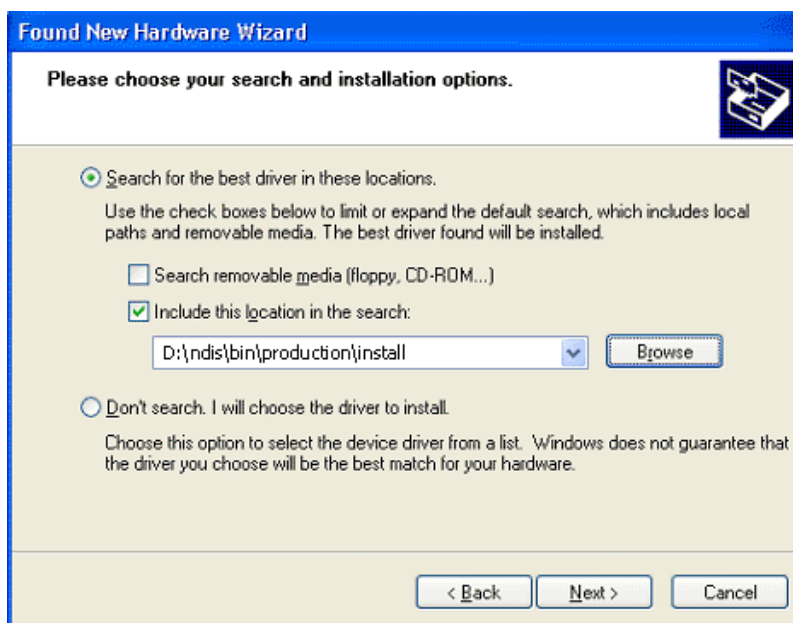 Found New Hardware Wizard
Please choose your search and installation options.
Search for the best driver in these locations.
Use the check boxes below to limit or expand the default search, which includes local
paths and removable media. The best driver found will be installed.
Search removable media (floppy, CD-ROM...)
Include this location in the search:
D:\ndis\bin\production\install
Browse
Don't search. I will choose the driver to install.
Choose this option to select the device driver from a list. Windows does not guarantee that
the driver you choose will be the best match for your hardware.
< Back Next > Cancel